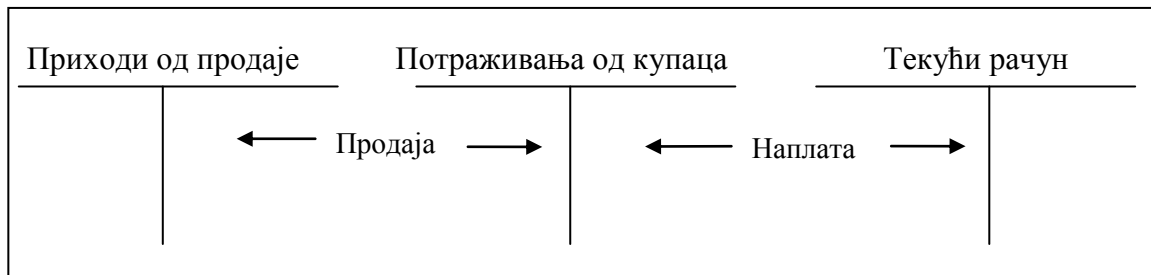 Приходи од продаје
Потраживања од купаца
Текући рачун
Продаја
Наплата